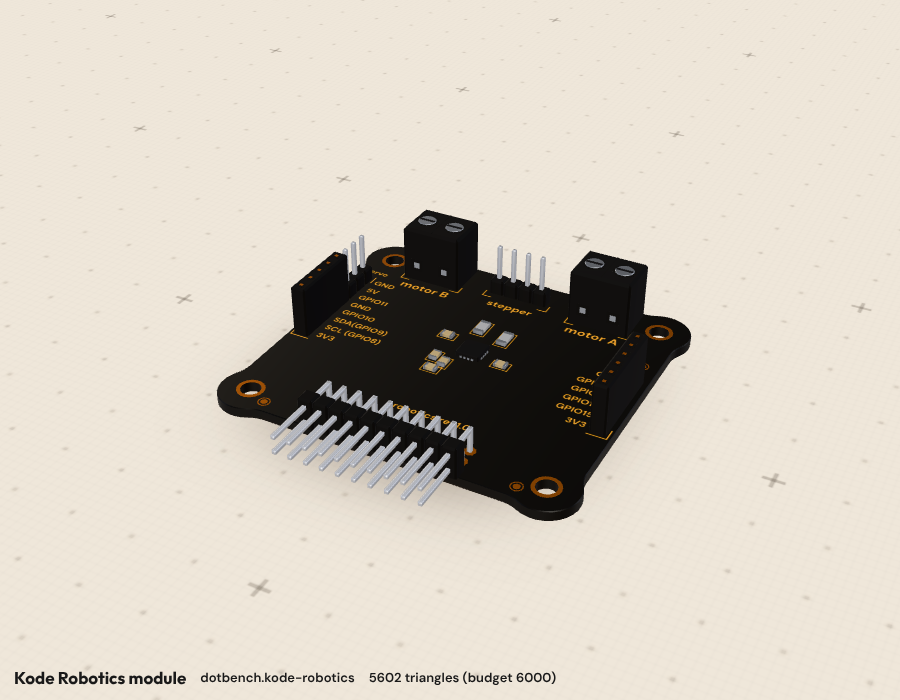 motor B
stepper
motor A
GND
5V
GPIO11
GND
GPIO10
SDA(GPIO9)
SCL (GPIO8)
3V3
GPIO15
3V3
Kode Robotics module dotbench.kode-robotics 5602 triangles (budget 6000)